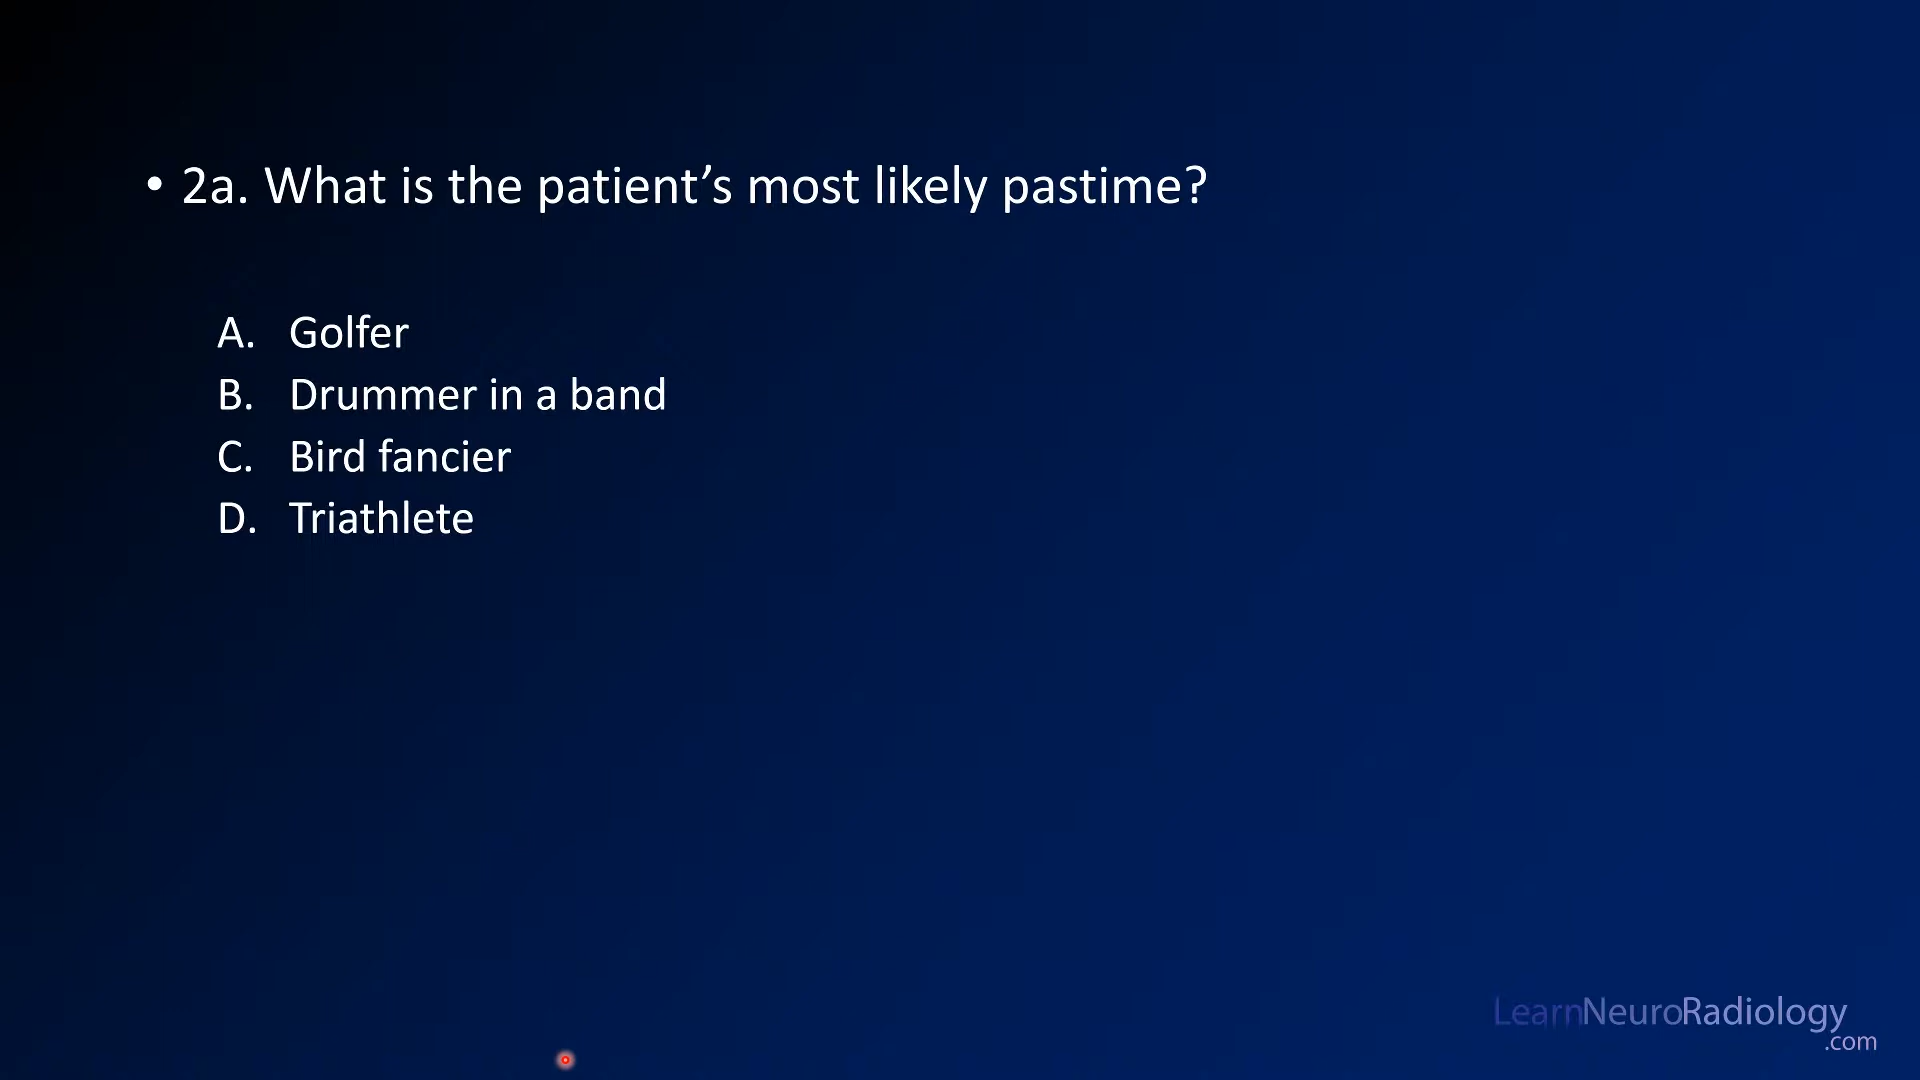 • 2a. What is the patient’s most likely pastime?
A. Golfer
B. Drummer in a band
C. Bird fancier
D. Triathlete
LearnNeuroRadiology
.com